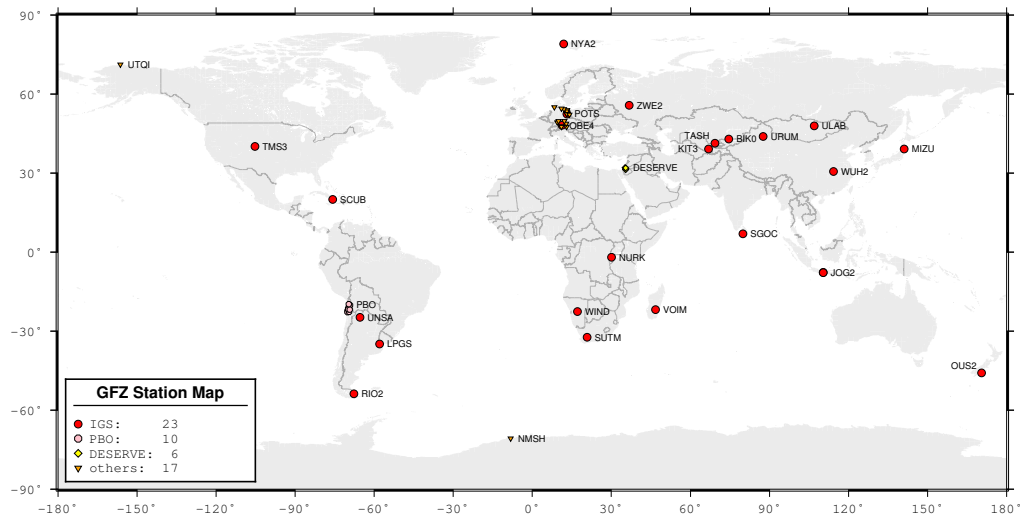 90°
60°
30°
0°
−30°
−60°
−90°
NYA2
UTQI
ZWE2
POTS
OBE4
TASH
BIK0
URUM
ULAB
KIT3
MIZU
TMS3
DESERVE
WUH2
SCUB
SGOC
NURK
JOG2
PBO
UNSA
WIND
VOIM
SUTM
LPGS
OUS2
RIO2
NMSH
GFZ Station Map
IGS: 23
PBO: 10
DESERVE: 6
others: 17
−180° −150° −120° −90° −60° −30° 0° 30° 60° 90° 120° 150° 180°